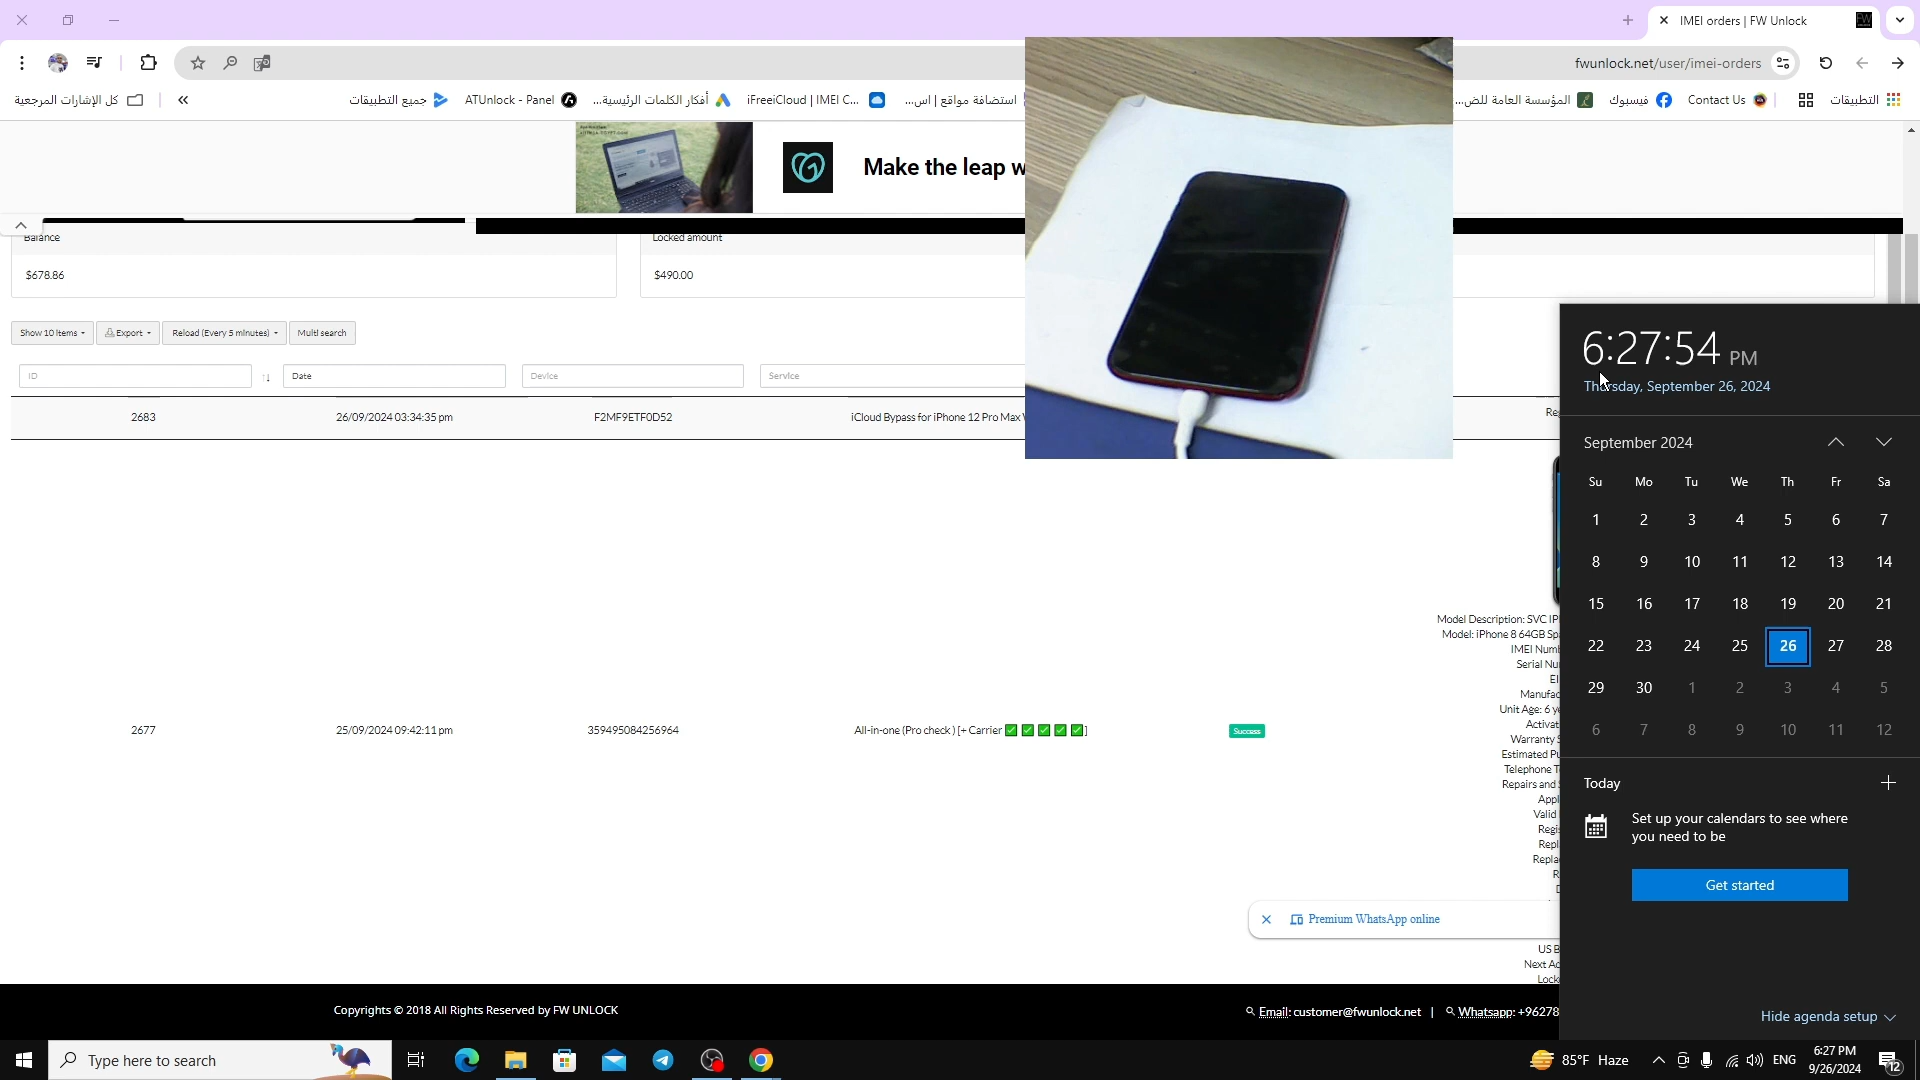 IMEI orders | FW Unlock
fwunlock.net/user/imei-orders
كل الإشارات المرجعية
جميع التطبيقات
ATUnlock - Panel
أفكار الكلمات الرئيسية...
iFreeiCloud | IMEI C...
استضافة مواقع | اس...
المؤسسة العامة للض...
فيسبوك
Contact Us
التطبيقات
Make the leap w
Balance
Locked amount
$678.86
$490.00
Show 10 items
Export
Reload (Every 5 minutes)
Multi search
ID
Date
Device
Service
2683
26/09/2024 03:34:35 pm
F2MF9ETF0D52
iCloud Bypass for iPhone 12 Pro Max
Model Description: SVC IP
Model: iPhone 8 64GB Sp
IMEI Num
Serial Nu
Manufac
Unit Age: 6 y
Activat
Warranty
Estimated P
Telephone T
Repairs and
Appl
Valid
Regi
Repl
Repla
2677
25/09/2024 09:42:11 pm
359495084256964
All-in-one (Pro check ) [+ Carrier ✅ ✅ ✅ ✅ ✅]
Success
Premium WhatsApp online
US B
Next Ac
Lock
Copyrights © 2018 All Rights Reserved by FW UNLOCK
Email: customer@fwunlock.net | Whatsapp: +96278
6:27:54 PM
Thursday, September 26, 2024
September 2024
Su Mo Tu We Th Fr Sa
1 2 3 4 5 6 7
8 9 10 11 12 13 14
15 16 17 18 19 20 21
22 23 24 25 26 27 28
29 30 1 2 3 4 5
6 7 8 9 10 11 12
Today
Set up your calendars to see where
you need to be
Get started
Hide agenda setup
Type here to search
85°F Haze
ENG
6:27 PM
9/26/2024
12